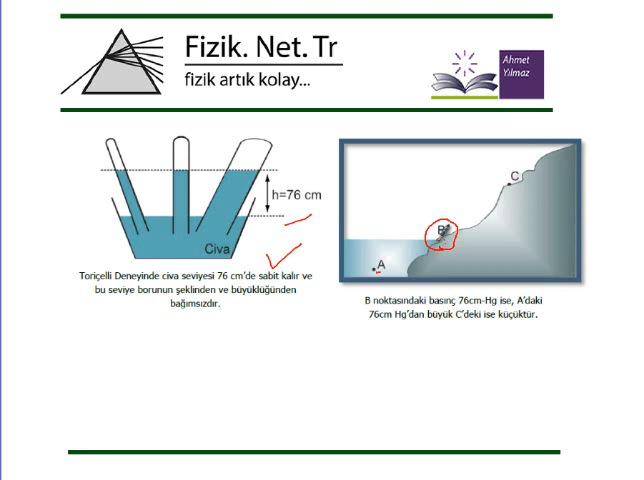 Fizik. Net. Tr
fizik artık kolay...
Ahmet
Yılmaz
h=76 cm
Civa
Toriçelli Deneyinde civa seviyesi 76 cm'de sabit kalır ve
bu seviye borunun şeklinden ve büyüklüğünden
bağımsızdır.
C
B
A
B noktasındaki basınç 76cm-Hg ise, A'daki
76cm Hg'dan büyük C'deki ise küçüktür.